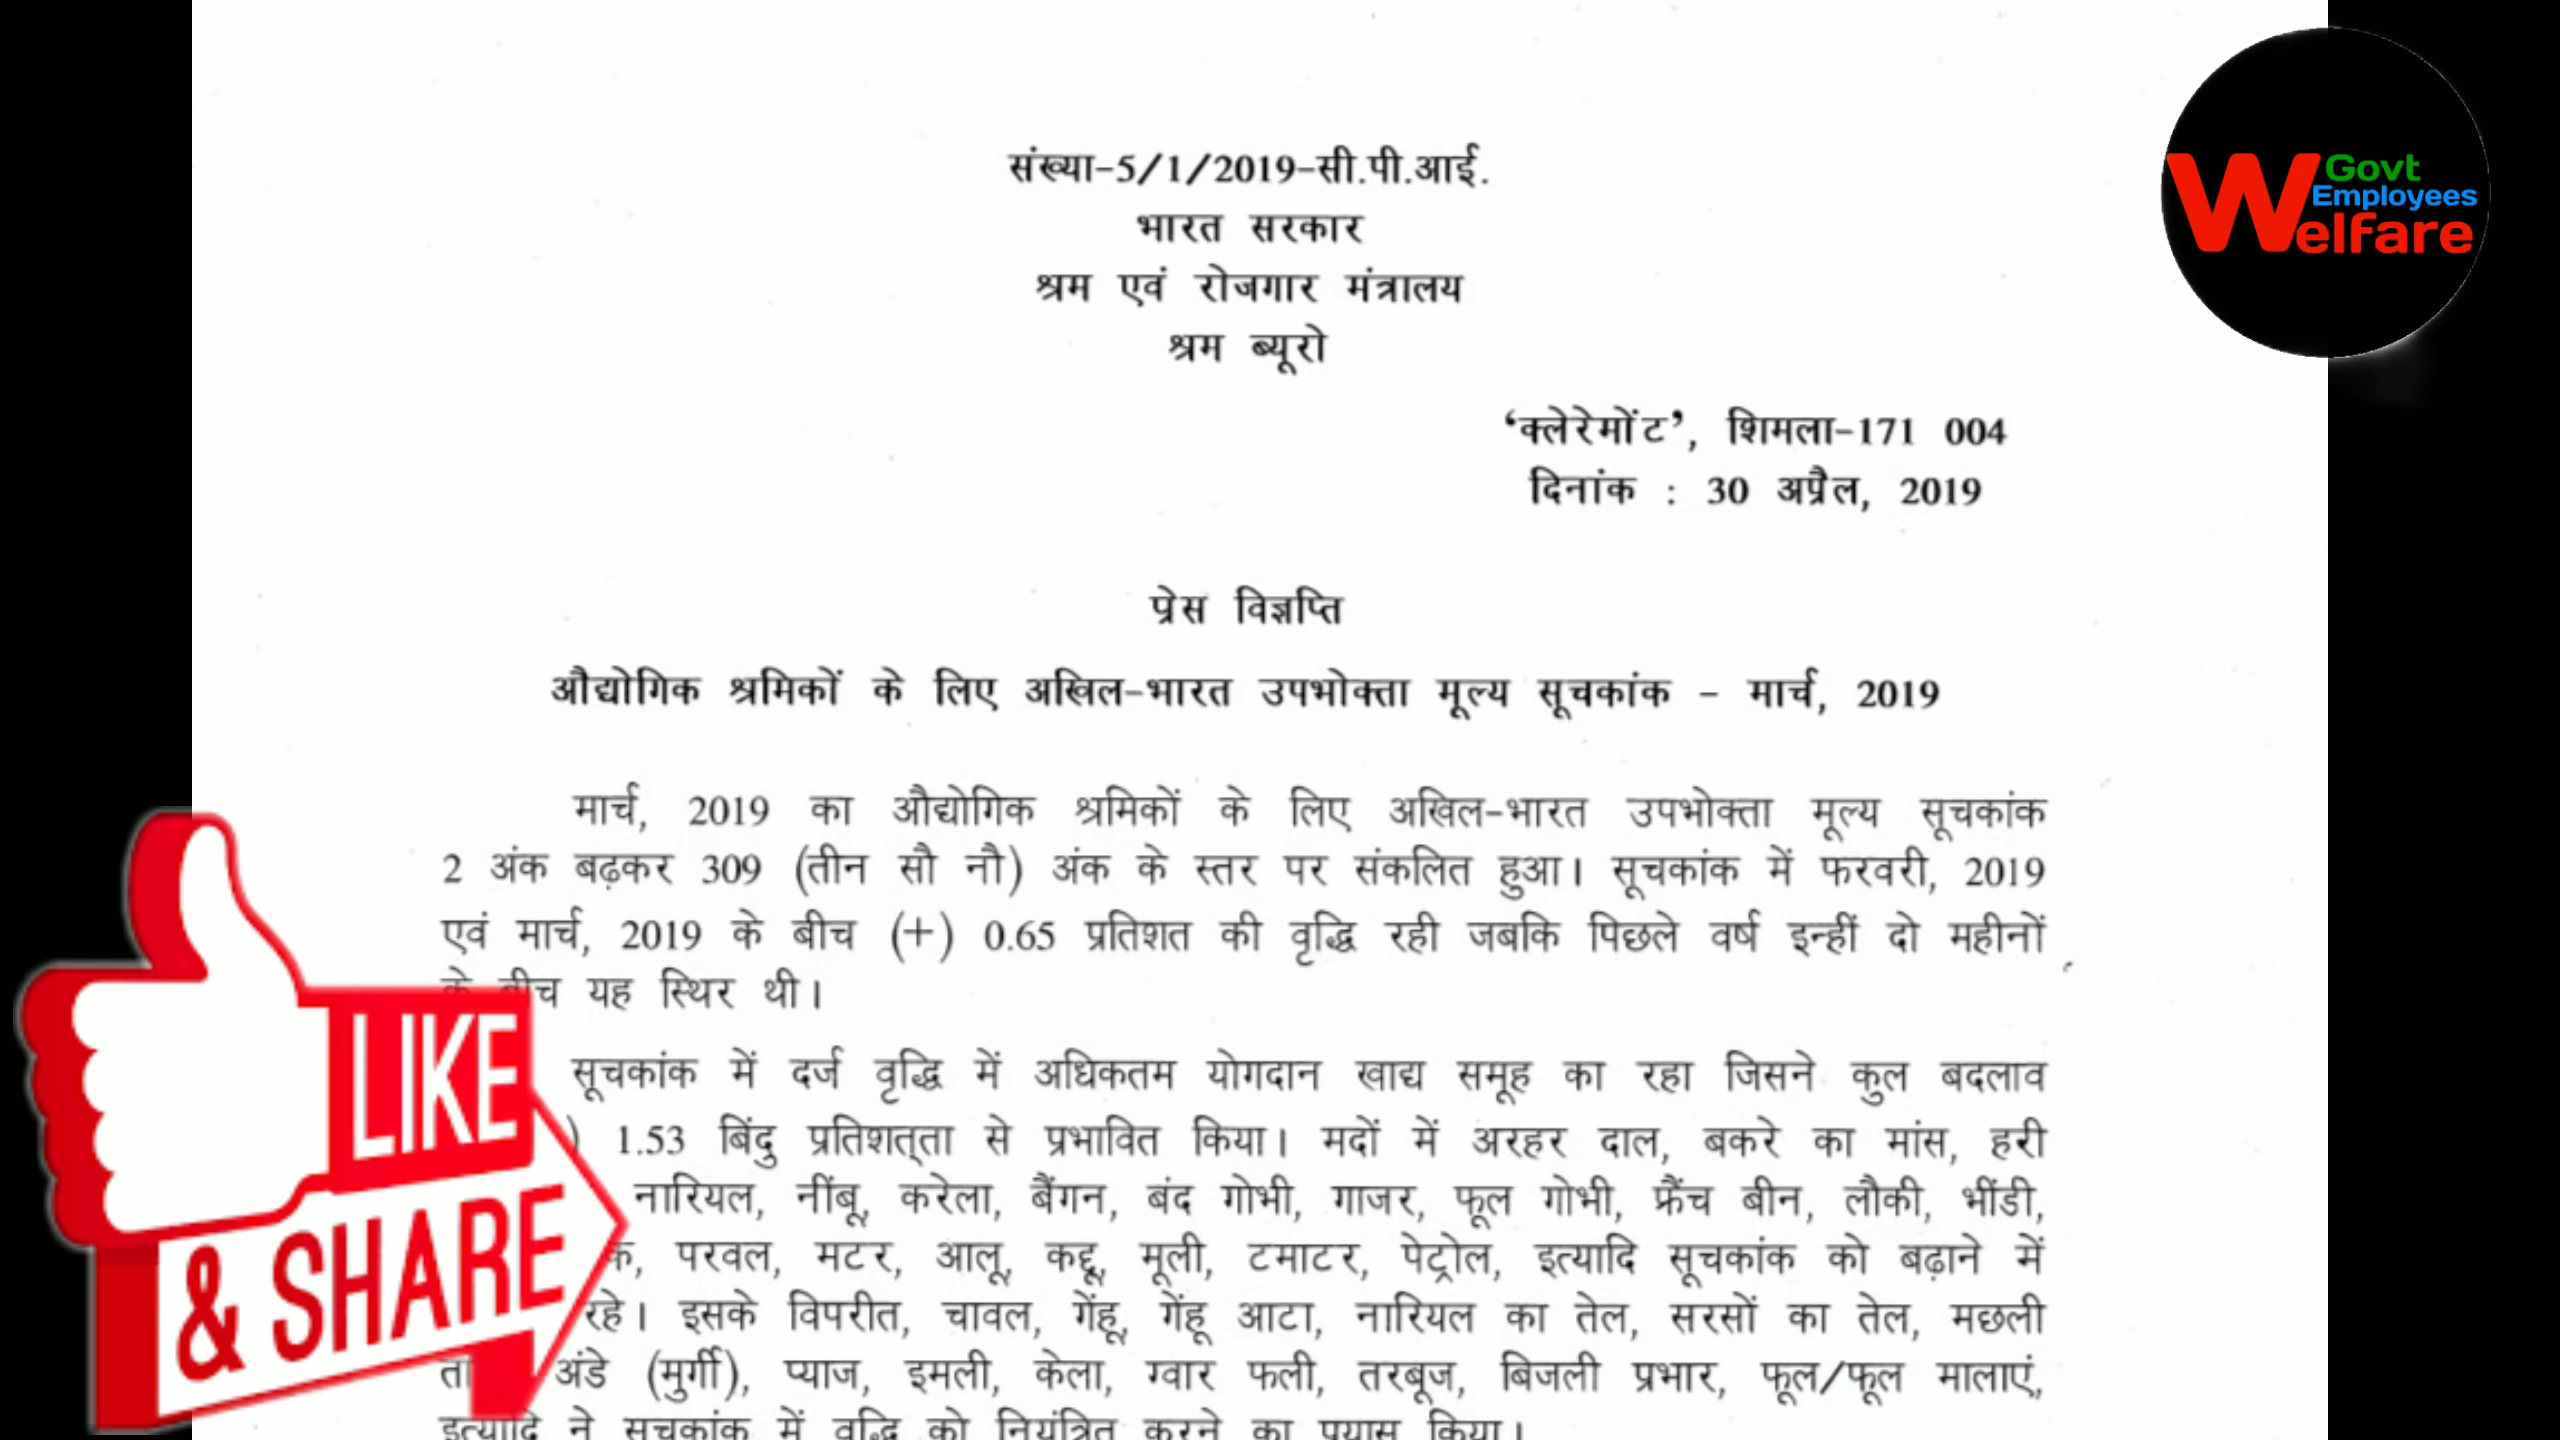 संख्या-5/1/2019-सी.पी.आई.
भारत सरकार
श्रम एवं रोजगार मंत्रालय
श्रम ब्यूरो
‘क्लेरेमोंट’, शिमला-171 004
दिनांक : 30 अप्रैल, 2019
Govt
Employees
Welfare
प्रेस विज्ञप्ति
औद्योगिक श्रमिकों के लिए अखिल-भारत उपभोक्ता मूल्य सूचकांक - मार्च, 2019
मार्च, 2019 का औद्योगिक श्रमिकों के लिए अखिल-भारत उपभोक्ता मूल्य सूचकांक
2 अंक बढ़कर 309 (तीन सौ नौ) अंक के स्तर पर संकलित हुआ। सूचकांक में फरवरी, 2019
एवं मार्च, 2019 के बीच (+) 0.65 प्रतिशत की वृद्धि रही जबकि पिछले वर्ष इन्हीं दो महीनों
के बीच यह स्थिर थी।
सूचकांक में दर्ज वृद्धि में अधिकतम योगदान खाद्य समूह का रहा जिसने कुल बदलाव
) 1.53 बिंदु प्रतिशत्ता से प्रभावित किया। मदों में अरहर दाल, बकरे का मांस, हरी
नारियल, नींबू, करेला, बैंगन, बंद गोभी, गाजर, फूल गोभी, फ्रैंच बीन, लौकी, भींडी,
परवल, मटर, आलू, कद्दू, मूली, टमाटर, पेट्रोल, इत्यादि सूचकांक को बढ़ाने में
रहे। इसके विपरीत, चावल, गेंहू, गेंहू आटा, नारियल का तेल, सरसों का तेल, मछली
अंडे (मुर्गी), प्याज, इमली, केला, ग्वार फली, तरबूज, बिजली प्रभार, फूल/फूल मालाएं,
इत्यादि ने सूचकांक में वृद्धि को नियंत्रित करने का प्रयास किया।
LIKE
& SHARE